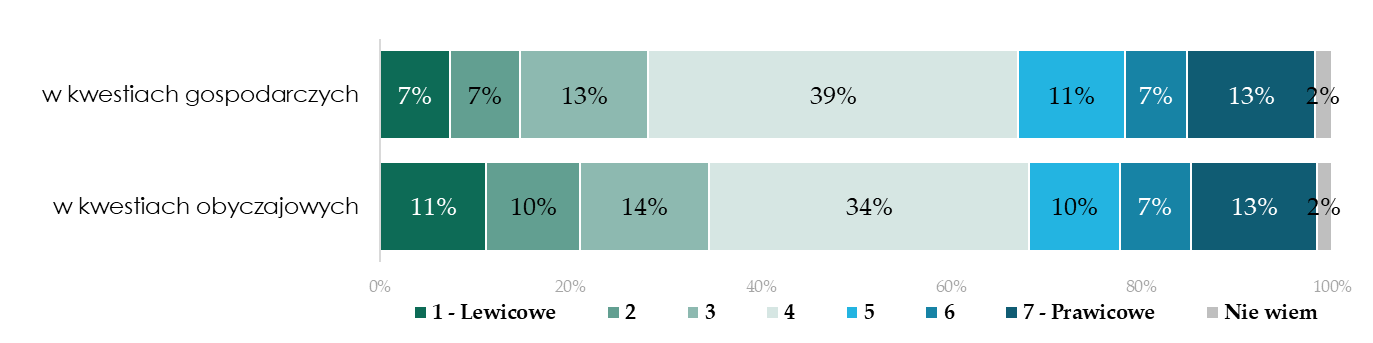 w kwestiach gospodarczych 7% 7% 13% 39% 11% 7% 13% 2%
w kwestiach obyczajowych 11% 10% 14% 34% 10% 7% 13% 2%
0% 20% 40% 60% 80% 100%
1 - Lewicowe 2 3 4 5 6 7 - Prawicowe Nie wiem